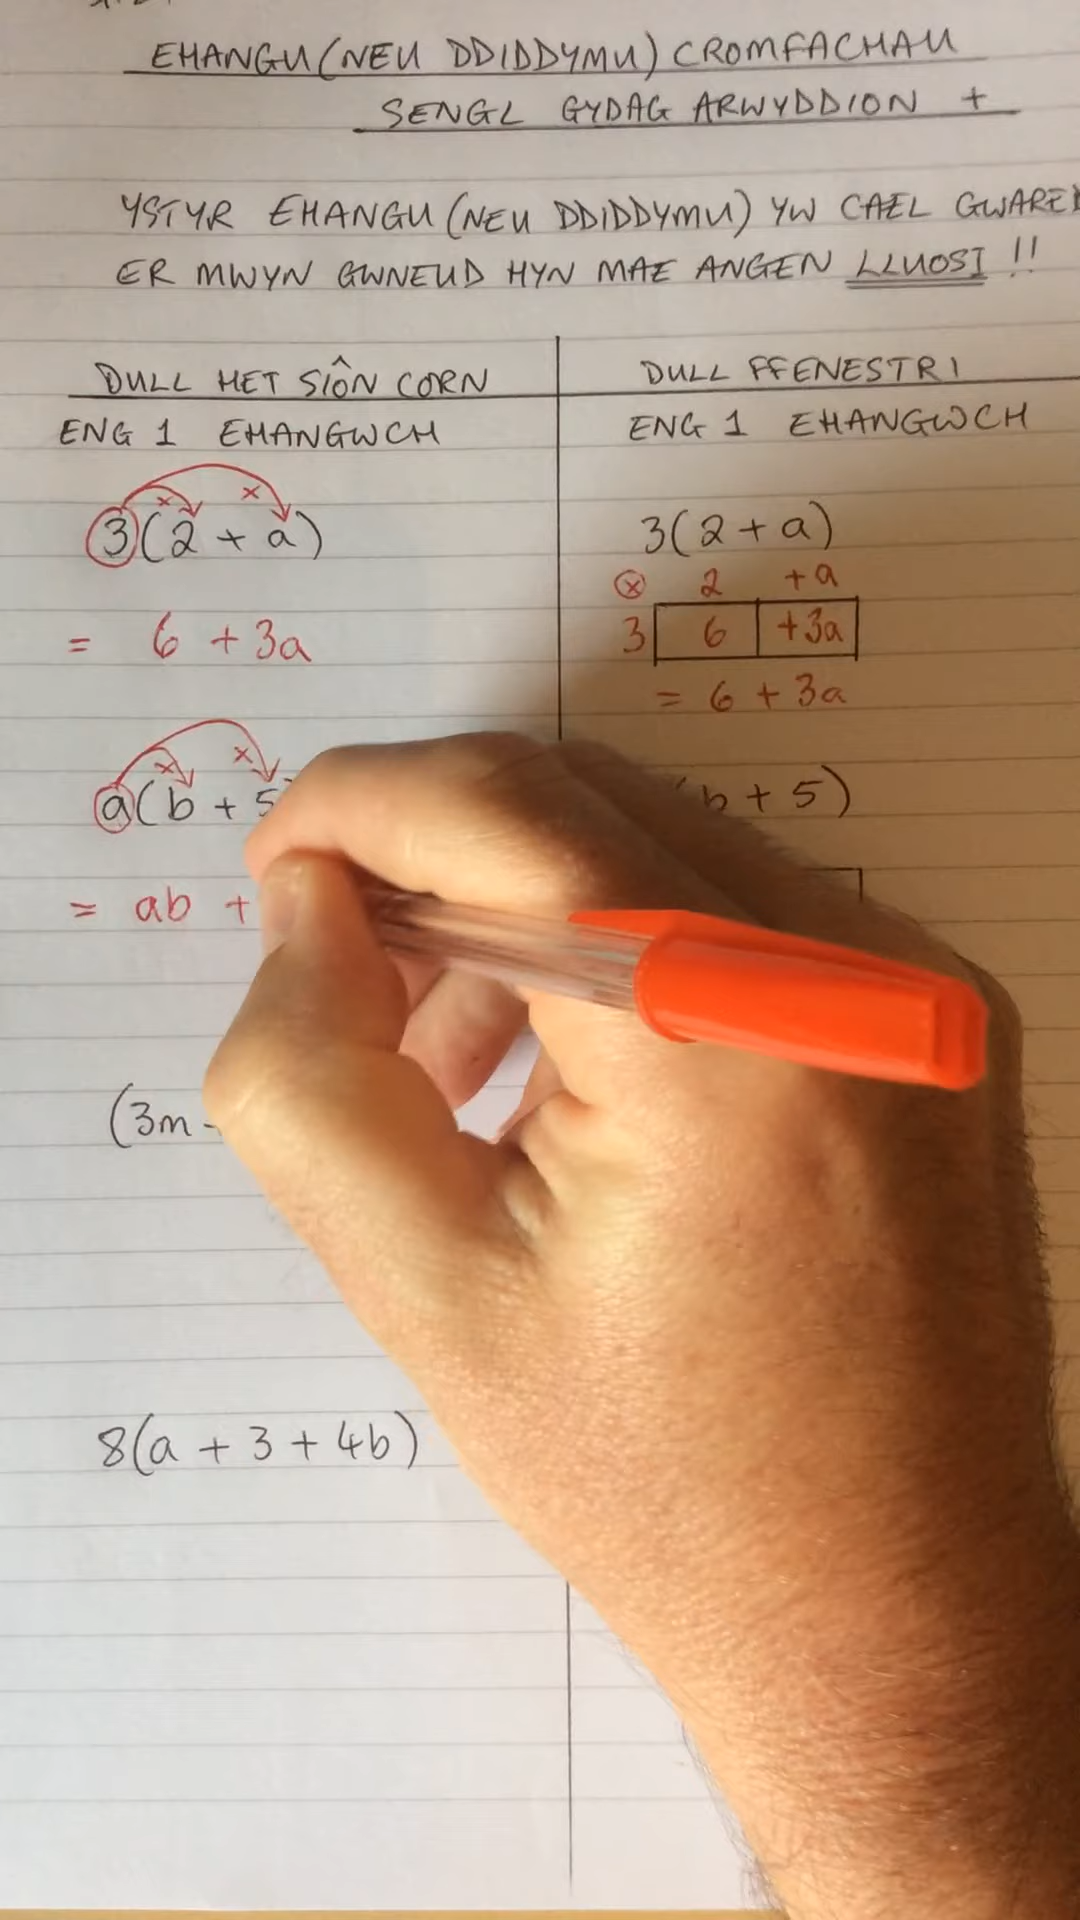 EHANGU (NEU DDIDDYMU) CROMFACHAU
SENGL GYDAG ARWYDDION +
YSTYR EHANGU (NEU DDIDDYMU) YW CAEL
ER MWYN GWNEUD HYN MAE ANGEN LLUOSI !!
DULL HET SIÔN CORN
ENG 1 EHANGWCH
x x
3(2 + a)
= 6 + 3a
x x
a(b + 5
= ab +
(3m
8(a + 3 + 4b)
DULL FFENESTRI
ENG 1 EHANGWCH
3(2 + a)
x 2 + a
3 6 + 3a
= 6 + 3a
b + 5)